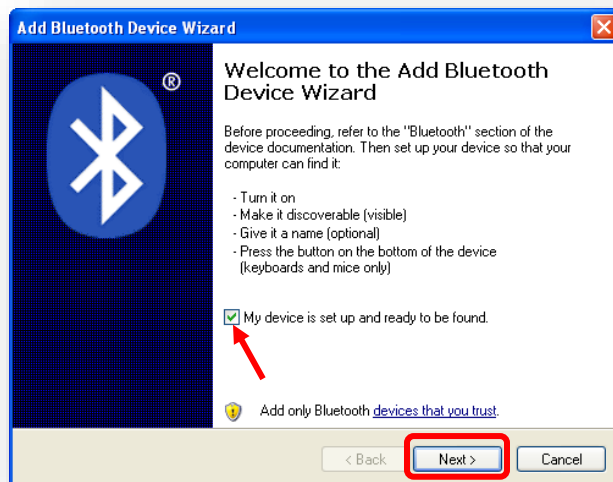 Add Bluetooth Device Wizard
®
Welcome to the Add Bluetooth
Device Wizard
Before proceeding, refer to the "Bluetooth" section of the
device documentation. Then set up your device so that your
computer can find it:
- Turn it on
- Make it discoverable (visible)
- Give it a name (optional)
- Press the button on the bottom of the device
(keyboards and mice only)
My device is set up and ready to be found.
Add only Bluetooth devices that you trust.
< Back Next > Cancel